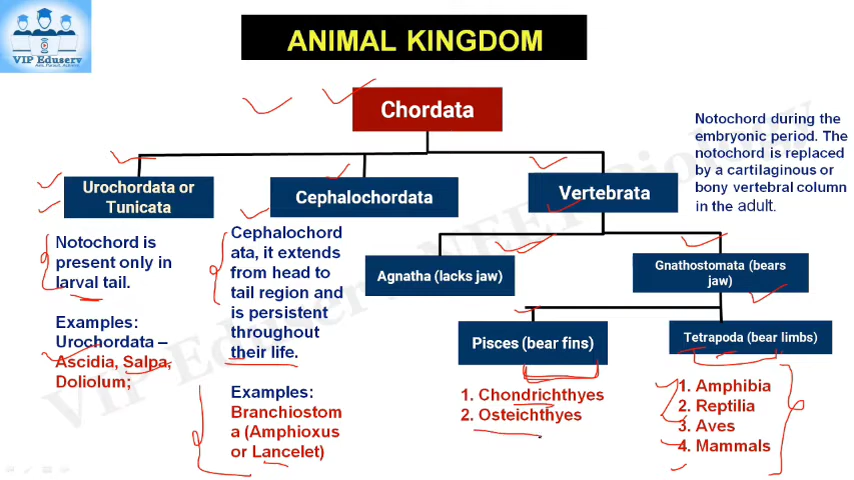 VIP Eduserv
ANIMAL KINGDOM
Chordata
Notochord during the
embryonic period. The
notochord is replaced
by a cartilaginous or
bony vertebral column
in the adult.
Urochordata or
Tunicata
Cephalochordata
Vertebrata
Notochord is
present only in
larval tail.
Examples:
Urochordata –
Ascidia, Salpa,
Doliolum;
Cephalochord
ata, it extends
from head to
tail region and
is persistent
throughout
their life.
Examples:
Branchiostom
a (Amphioxus
or Lancelet)
Agnatha (lacks jaw)
Gnathostomata (bears
jaw)
Pisces (bear fins)
Tetrapoda (bear limbs)
1. Chondrichthyes
2. Osteichthyes
1. Amphibia
2. Reptilia
3. Aves
4. Mammals
VIP Eduserv NEET Biology